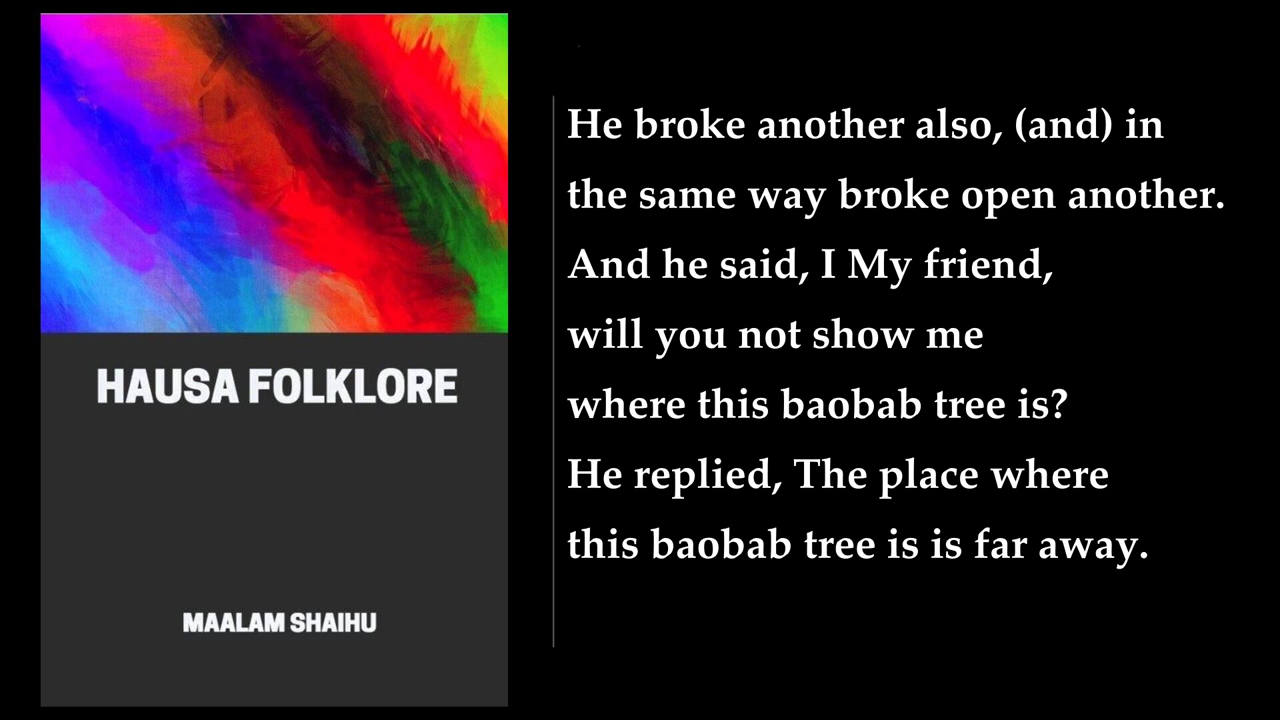 HAUSA FOLKLORE
MAALAM SHAIHU
He broke another also, (and) in
the same way broke open another.
And he said, I My friend,
will you not show me
where this baobab tree is?
He replied, The place where
this baobab tree is is far away.